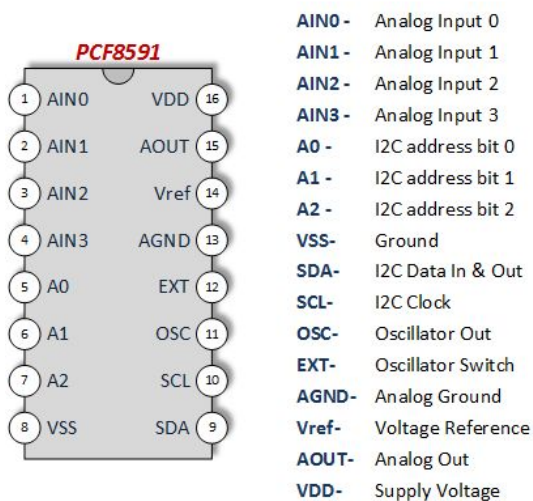 PCF8591
1 AIN0 VDD 16
2 AIN1 AOUT 15
3 AIN2 Vref 14
4 AIN3 AGND 13
5 A0 EXT 12
6 A1 OSC 11
7 A2 SCL 10
8 VSS SDA 9
AIN0 - Analog Input 0
AIN1 - Analog Input 1
AIN2 - Analog Input 2
AIN3 - Analog Input 3
A0 - I2C address bit 0
A1 - I2C address bit 1
A2 - I2C address bit 2
VSS- Ground
SDA- I2C Data In & Out
SCL- I2C Clock
OSC- Oscillator Out
EXT- Oscillator Switch
AGND- Analog Ground
Vref- Voltage Reference
AOUT- Analog Out
VDD- Supply Voltage